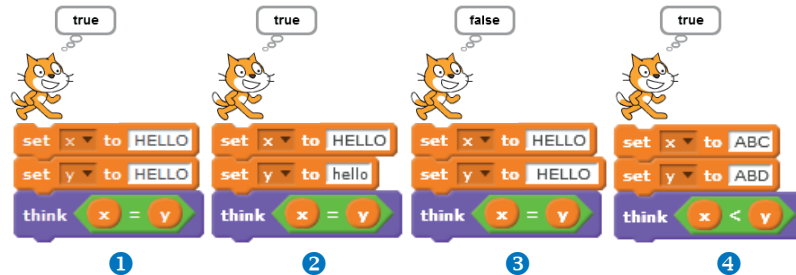 true
set x to HELLO
set y to HELLO
think x = y
1
true
set x to HELLO
set y to hello
think x = y
2
false
set x to HELLO
set y to  HELLO
think x = y
3
true
set x to ABC
set y to ABD
think x < y
4